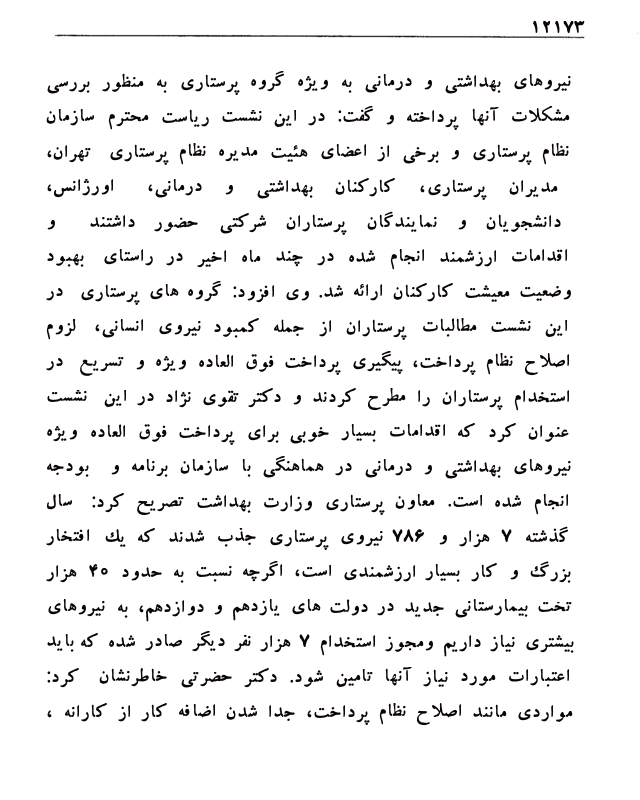 ۱۲۱۷۳
نیروهای بهداشتی و درمانی به ویژه گروه پرستاری به منظور بررسی
مشکلات آنها پرداخته و گفت: در این نشست ریاست محترم سازمان
نظام پرستاری و برخی از اعضای هئیت مدیره نظام پرستاری تهران،
مدیران پرستاری، کارکنان بهداشتی و درمانی، اورژانس،
دانشجویان و نمایندگان پرستاران شرکتی حضور داشتند و
اقدامات ارزشمند انجام شده در چند ماه اخیر در راستای بهبود
وضعیت معیشت کارکنان ارائه شد. وی افزود: گروه های پرستاری در
این نشست مطالبات پرستاران از جمله کمبود نیروی انسانی، لزوم
اصلاح نظام پرداخت، پیگیری پرداخت فوق العاده ویژه و تسریع در
استخدام پرستاران را مطرح کردند و دکتر تقوی نژاد در این نشست
عنوان کرد که اقدامات بسیار خوبی برای پرداخت فوق العاده ویژه
نیروهای بهداشتی و درمانی در هماهنگی با سازمان برنامه و بودجه
انجام شده است. معاون پرستاری وزارت بهداشت تصریح کرد: سال
گذشته ۷ هزار و ۷۸۶ نیروی پرستاری جذب شدند که یك افتخار
بزرگ و کار بسیار ارزشمندی است، اگرچه نسبت به حدود ۴۰ هزار
تخت بیمارستانی جدید در دولت های یازدهم و دوازدهم، به نیروهای
بیشتری نیاز داریم ومجوز استخدام ۷ هزار نفر دیگر صادر شده که باید
اعتبارات مورد نیاز آنها تامین شود. دکتر حضرتی خاطرنشان کرد:
مواردی مانند اصلاح نظام پرداخت، جدا شدن اضافه کار از کارانه ،